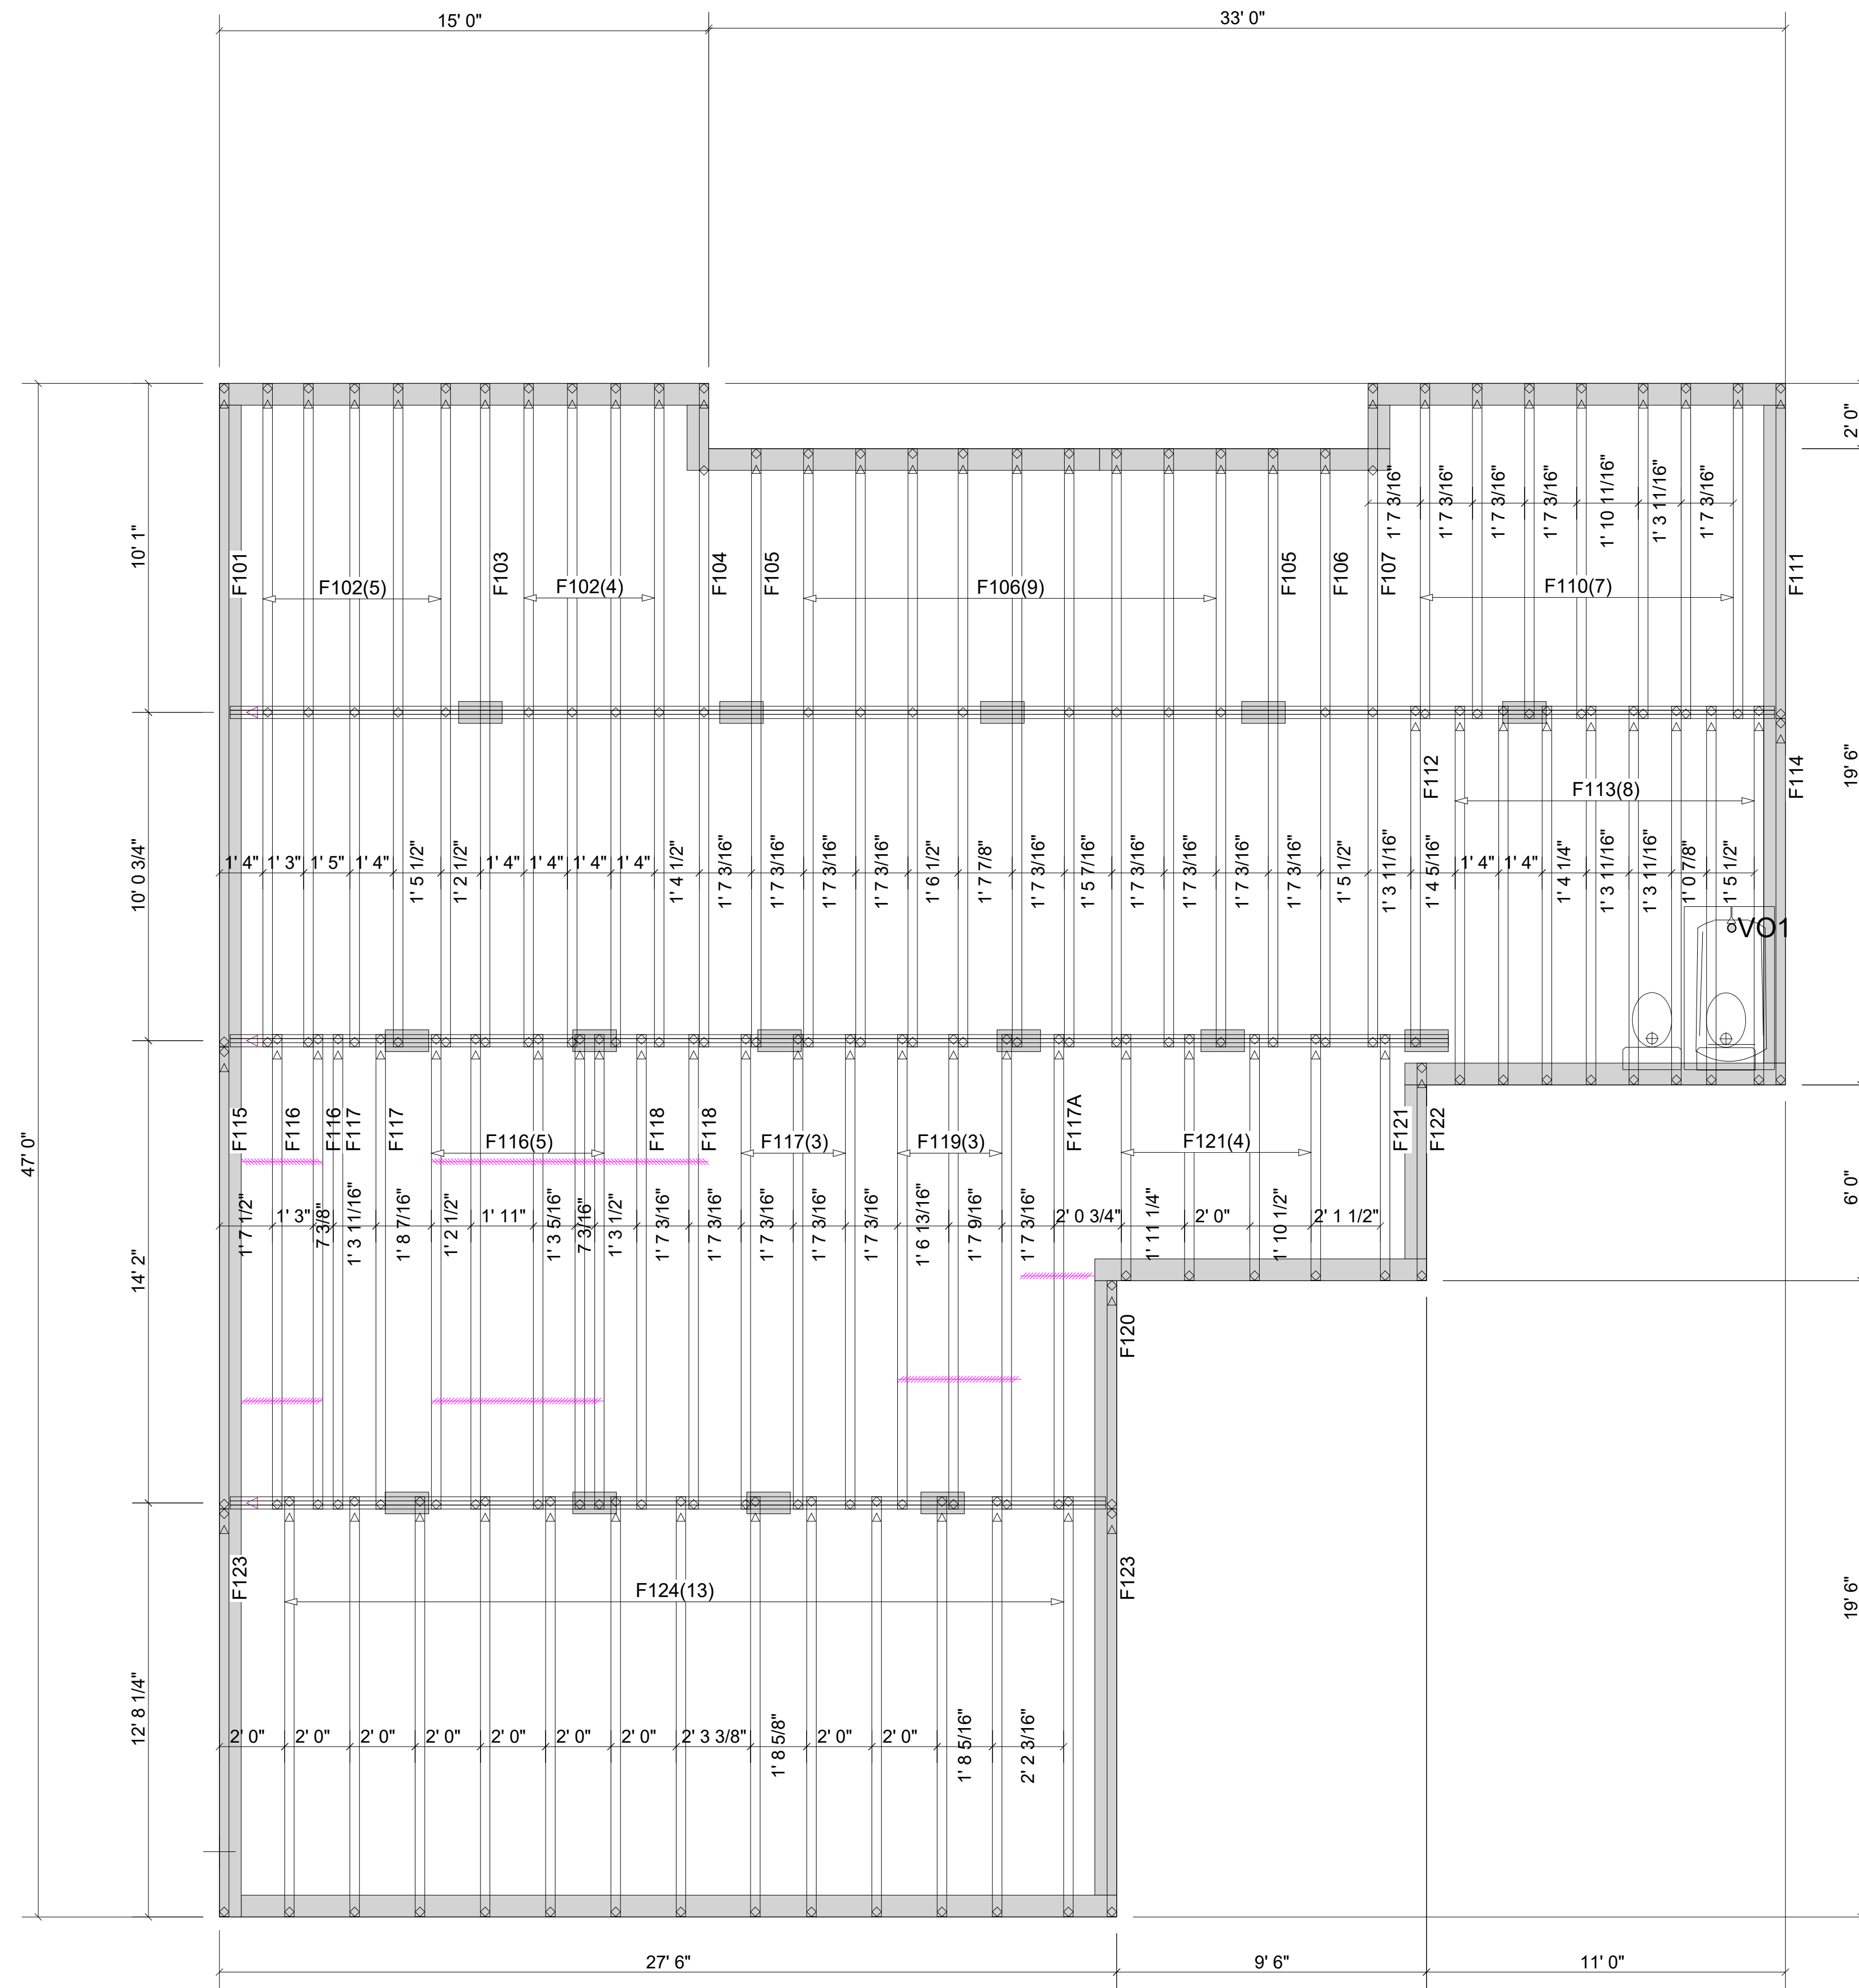 15' 0"
33' 0"
2' 0"
1' 7 3/16"
1' 7 3/16"
1' 7 3/16"
1' 7 3/16"
1' 10 11/16"
1' 3 11/16"
1' 7 3/16"
10' 1"
F101
F102(5)
F103
F102(4)
F104
F105
F106(9)
F105
F106
F107
F110(7)
F111
19' 6"
F112
F113(8)
F114
10' 0 3/4"
1' 4"
1' 3"
1' 5"
1' 4"
1' 5 1/2"
1' 2 1/2"
1' 4"
1' 4"
1' 4"
1' 4"
1' 4 1/2"
1' 7 3/16"
1' 7 3/16"
1' 7 3/16"
1' 7 3/16"
1' 6 1/2"
1' 7 7/8"
1' 7 3/16"
1' 5 7/16"
1' 7 3/16"
1' 7 3/16"
1' 7 3/16"
1' 7 3/16"
1' 5 1/2"
1' 3 11/16"
1' 4 5/16"
1' 4"
1' 4"
1' 4 1/4"
1' 3 11/16"
1' 3 11/16"
1' 0 7/8"
1' 5 1/2"
VO1
47' 0"
F115
F116
F116
F117
F117
F116(5)
F118
F118
F117(3)
F119(3)
F117A
F121(4)
F121
F122
6' 0"
14' 2"
1' 7 1/2"
1' 3"
7 3/8"
1' 3 11/16"
1' 8 7/16"
1' 2 1/2"
1' 11"
1' 3 5/16"
7 3/16"
1' 3 1/2"
1' 7 3/16"
1' 7 3/16"
1' 7 3/16"
1' 7 3/16"
1' 7 3/16"
1' 6 13/16"
1' 7 9/16"
1' 7 3/16"
2' 0 3/4"
1' 11 1/4"
2' 0"
1' 10 1/2"
2' 1 1/2"
F120
F123
F124(13)
F123
19' 6"
12' 8 1/4"
2' 0"
2' 0"
2' 0"
2' 0"
2' 0"
2' 0"
2' 0"
2' 3 3/8"
1' 8 5/8"
2' 0"
2' 0"
1' 8 5/16"
2' 2 3/16"
27' 6"
9' 6"
11' 0"